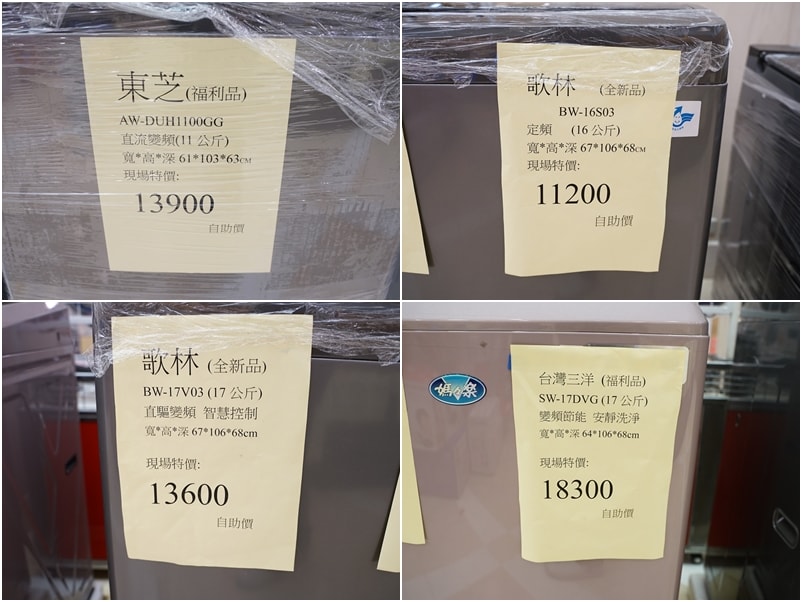 東芝(福利品)
AW-DUH1100GG
直流變頻(11公斤)
寬*高*深 61*103*63CM
現場特價:
13900
自助價
歌林 (全新品)
BW-16S03
定頻 (16公斤)
寬*高*深 67*106*68CM
現場特價:
11200
自助價
歌林 (全新品)
BW-17V03 (17公斤)
直驅變頻 智慧控制
寬*高*深 67*106*68cm
現場特價:
13600
自助價
媽媽樂
台灣三洋 (福利品)
SW-17DVG (17公斤)
變頻節能 安靜洗淨
寬*高*深 64*106*68cm
現場特價:
18300
自助價